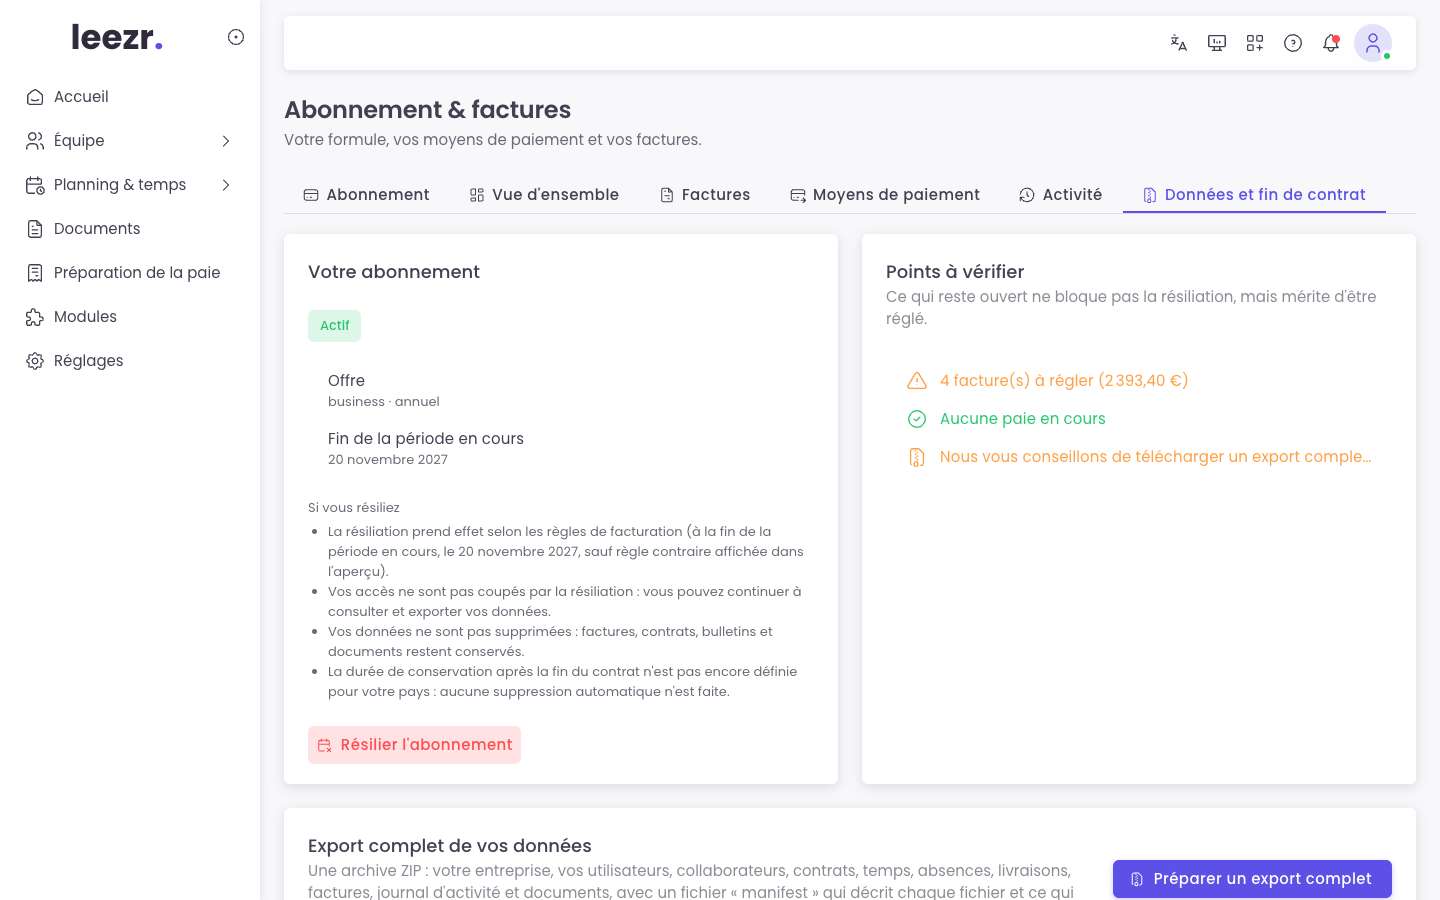 leezr.
Accueil
Équipe
Planning & temps
Documents
Préparation de la paie
Modules
Réglages
Abonnement & factures
Votre formule, vos moyens de paiement et vos factures.
Abonnement
Vue d'ensemble
Factures
Moyens de paiement
Activité
Données et fin de contrat
Votre abonnement
Actif
Offre
business · annuel
Fin de la période en cours
20 novembre 2027
Si vous résiliez
• La résiliation prend effet selon les règles de facturation (à la fin de la
période en cours, le 20 novembre 2027, sauf règle contraire affichée dans
l'aperçu).
• Vos accès ne sont pas coupés par la résiliation : vous pouvez continuer à
consulter et exporter vos données.
• Vos données ne sont pas supprimées : factures, contrats, bulletins et
documents restent conservés.
• La durée de conservation après la fin du contrat n'est pas encore définie
pour votre pays : aucune suppression automatique n'est faite.
Résilier l'abonnement
Points à vérifier
Ce qui reste ouvert ne bloque pas la résiliation, mais mérite d'être
réglé.
4 facture(s) à régler (2 393,40 €)
Aucune paie en cours
Nous vous conseillons de télécharger un export comple...
Export complet de vos données
Une archive ZIP : votre entreprise, vos utilisateurs, collaborateurs, contrats, temps, absences, livraisons,
factures, journal d'activité et documents, avec un fichier « manifest » qui décrit chaque fichier et ce qui
Préparer un export complet